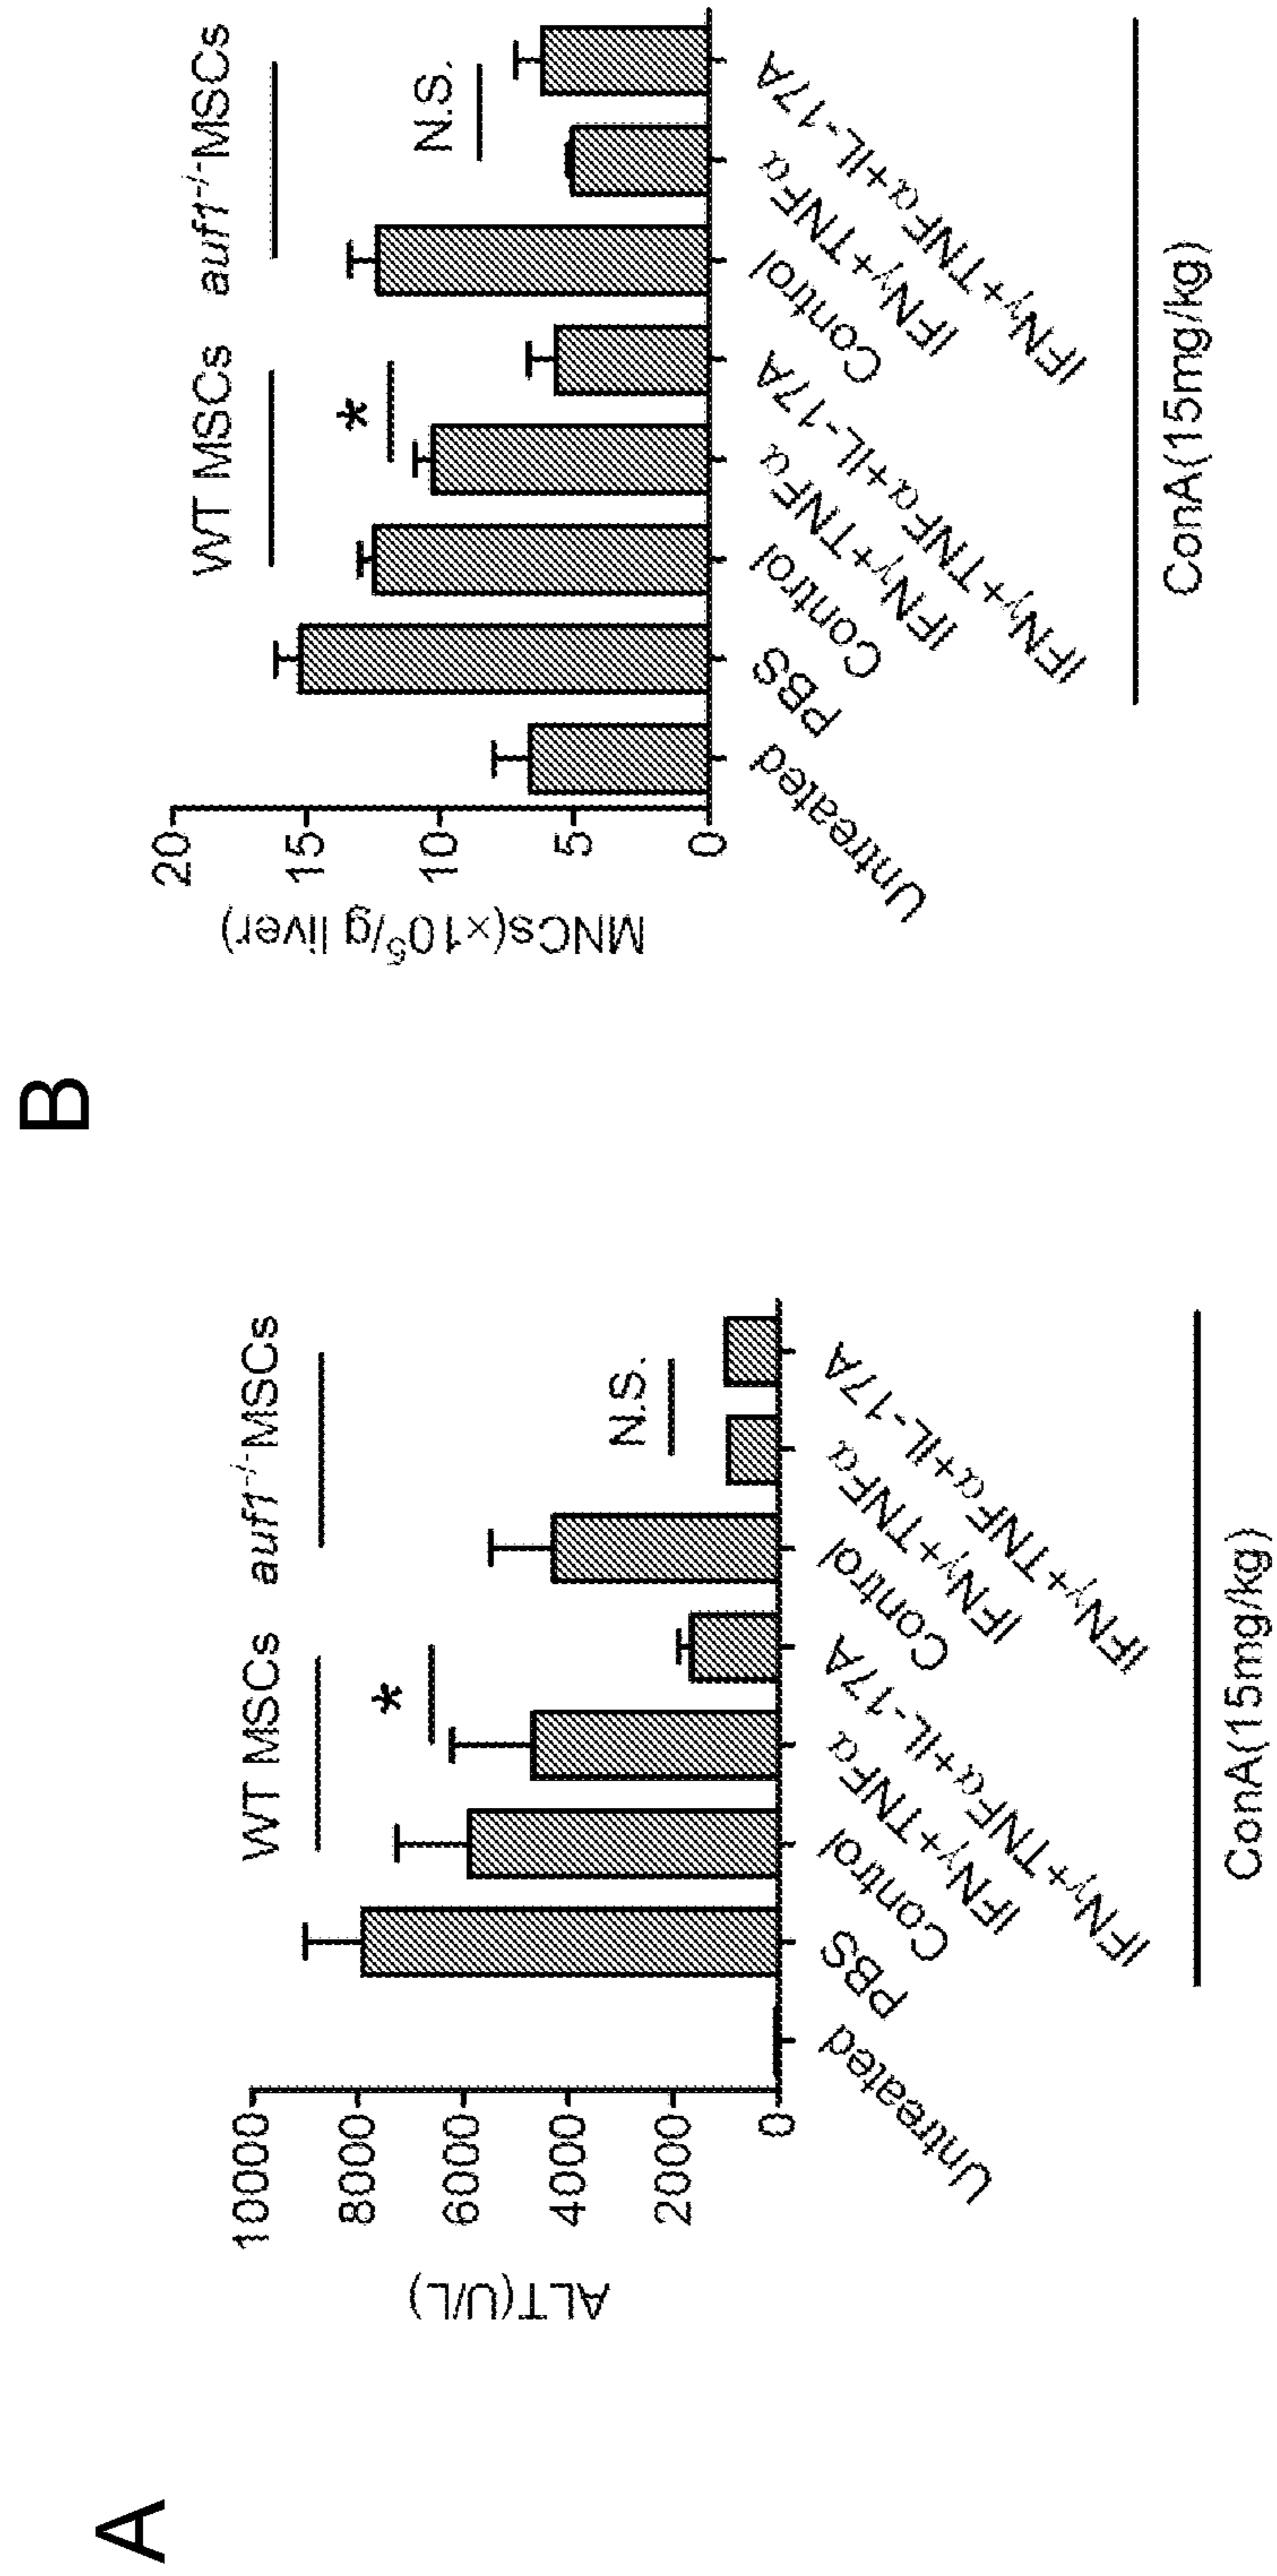 A
WT MSCs auf1⁻/⁻MSCs
*
N.S.
ALT(U/L)
10000
8000
6000
4000
2000
0
Untreated
PBS
Control
IFNγ+TNFα
IFNγ+TNFα+IL-17A
Control
IFNγ+TNFα
IFNγ+TNFα+IL-17A
ConA(15mg/kg)
B
WT MSCs auf1⁻/⁻MSCs
*
N.S.
MNCs(×10⁵/g liver)
20
15
10
5
0
Untreated
PBS
Control
IFNγ+TNFα
IFNγ+TNFα+IL-17A
Control
IFNγ+TNFα
IFNγ+TNFα+IL-17A
ConA(15mg/kg)